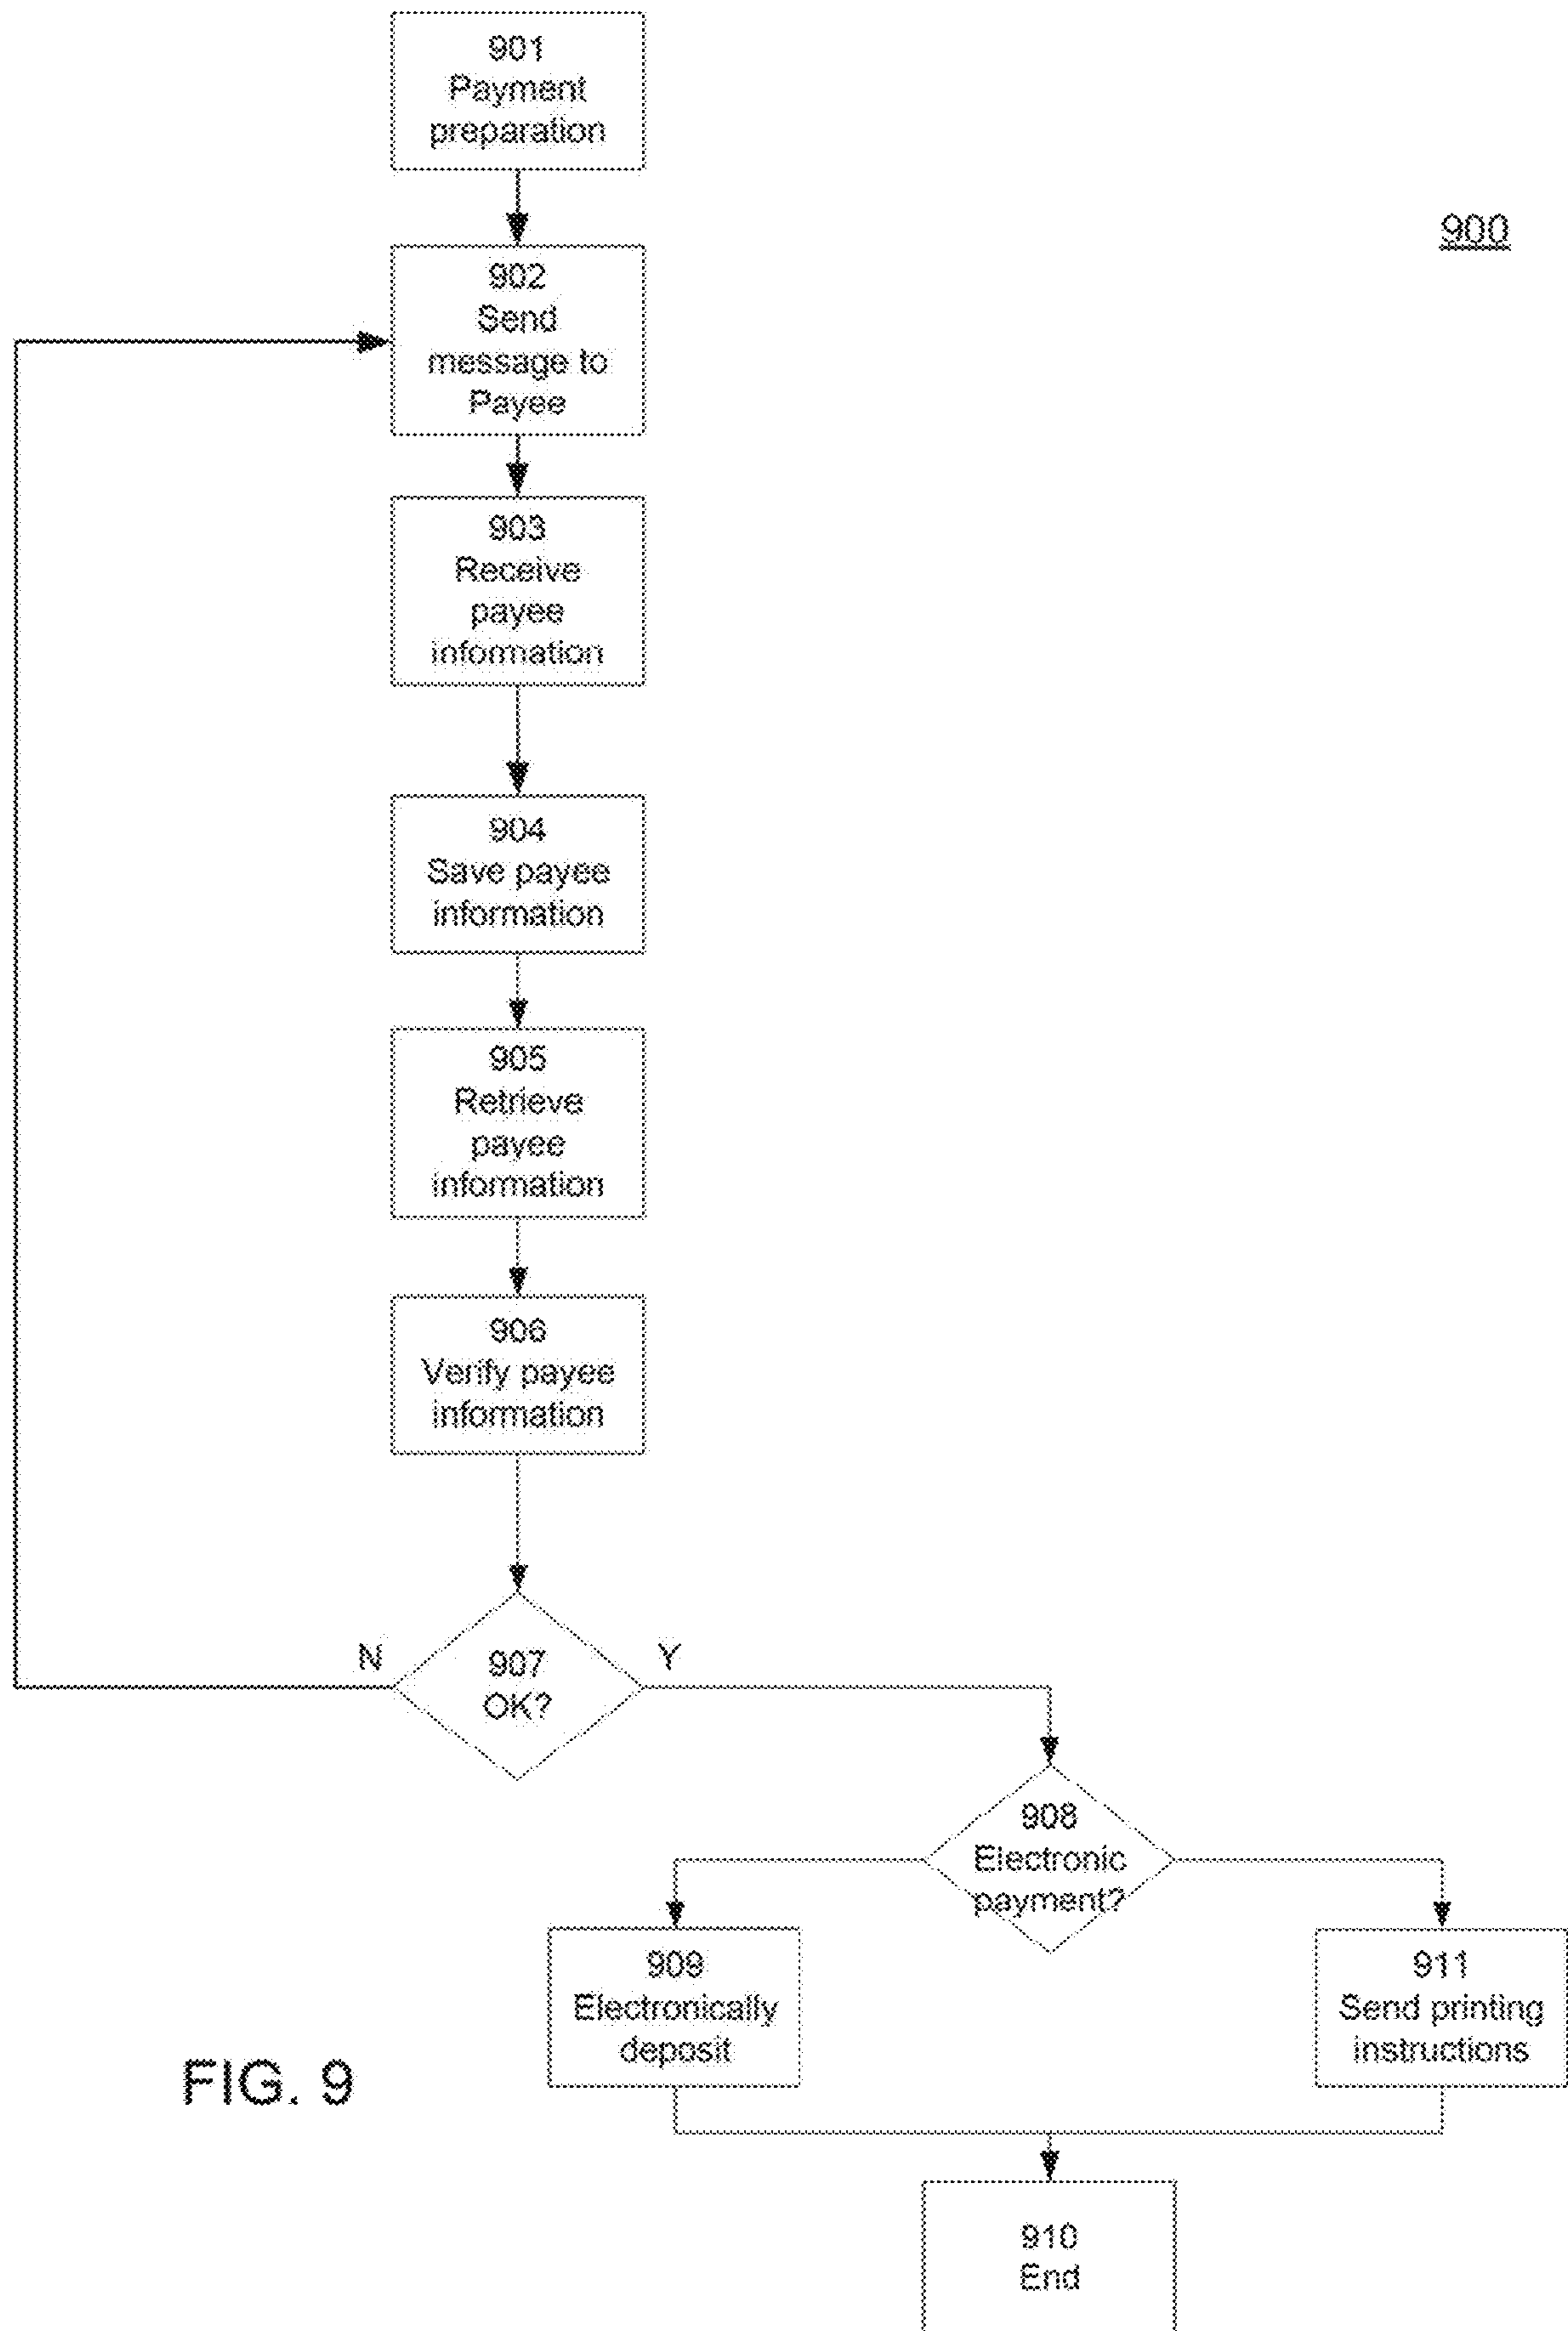 901
Payment
preparation
900
902
Send
message to
Payee
903
Receive
payee
information
904
Save payee
information
905
Retrieve
payee
information
906
Verify payee
information
N
907
OK?
Y
908
Electronic
payment?
909
Electronically
deposit
911
Send printing
instructions
FIG. 9
910
End